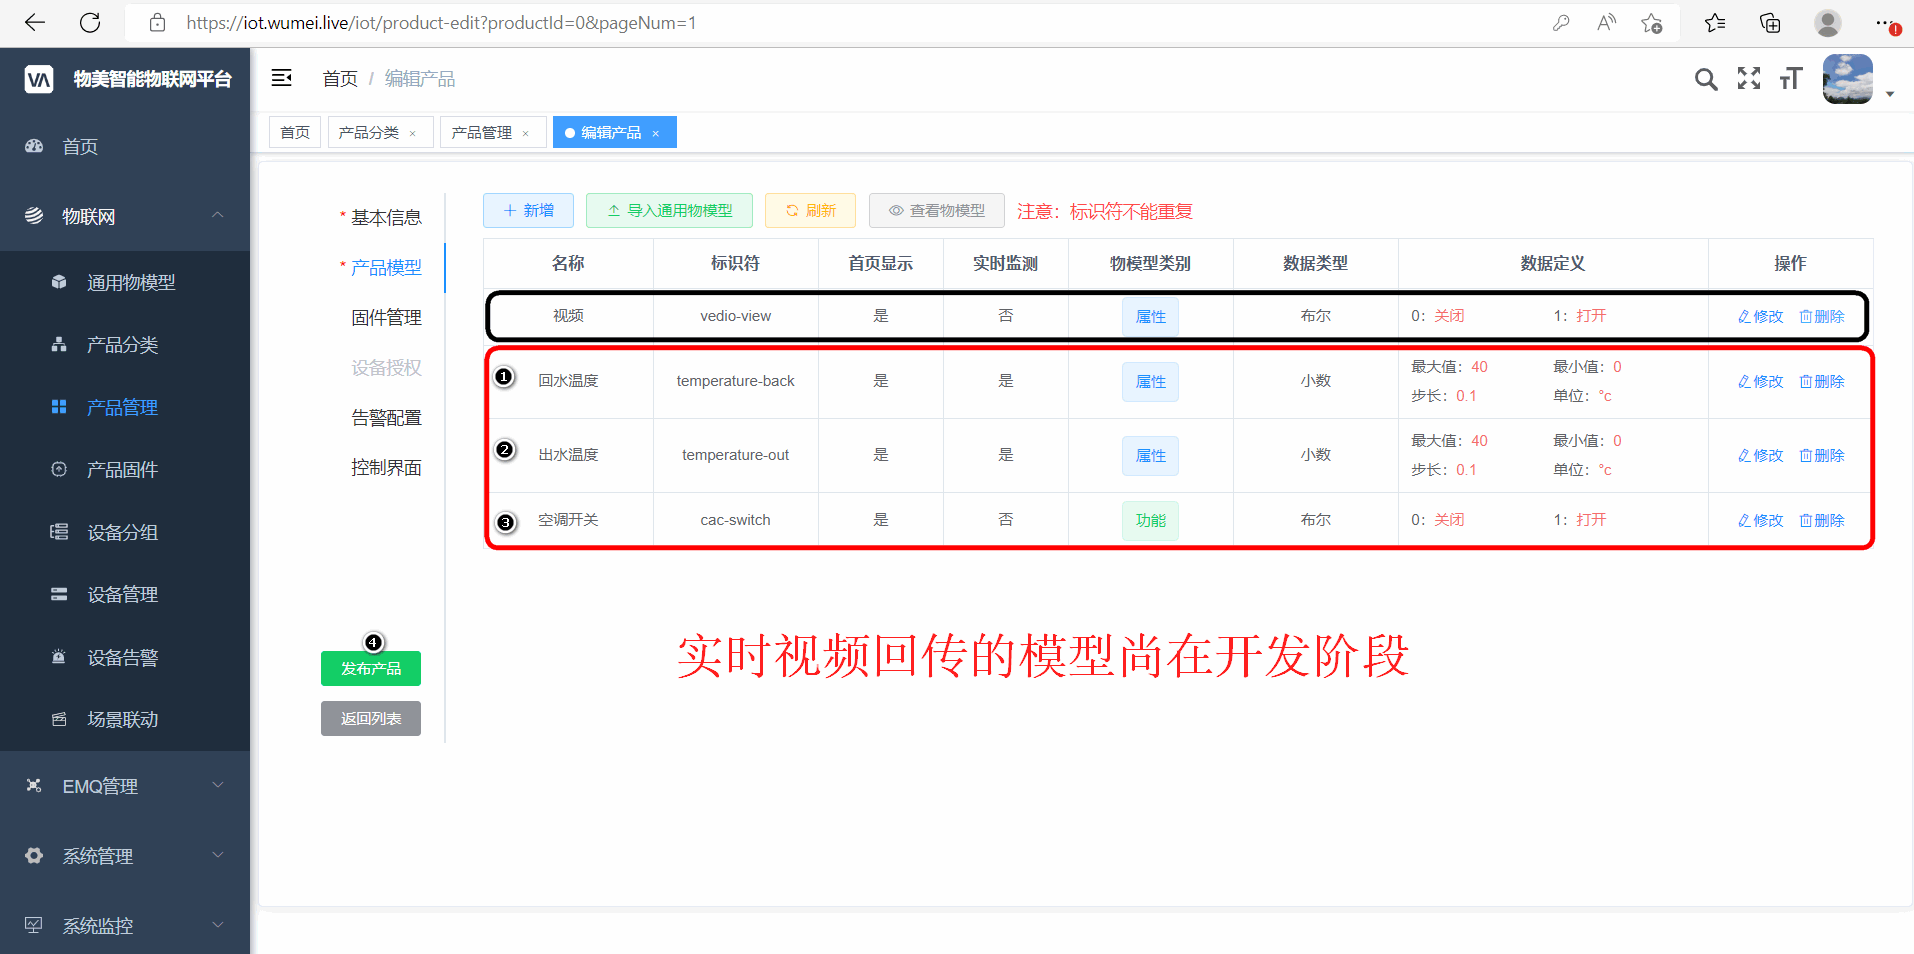 https://iot.wumei.live/iot/product-edit?productId=0&pageNum=1
物美智能物联网平台
首页 / 编辑产品
首页 产品分类 × 产品管理 × 编辑产品 ×
首页
物联网
通用物模型
产品分类
产品管理
产品固件
设备分组
设备管理
设备告警
场景联动
EMQ管理
系统管理
系统监控
* 基本信息
* 产品模型
固件管理
设备授权
告警配置
控制界面
4
发布产品
返回列表
新增 导入通用物模型 刷新 查看物模型 注意：标识符不能重复
名称 标识符 首页显示 实时监测 物模型类别 数据类型 数据定义 操作
视频 vedio-view 是 否 属性 布尔 0：关闭 1：打开 修改 删除
1 回水温度 temperature-back 是 是 属性 小数 最大值：40 最小值：0 修改 删除
步长：0.1 单位：°c
2 出水温度 temperature-out 是 是 属性 小数 最大值：40 最小值：0 修改 删除
步长：0.1 单位：°c
3 空调开关 cac-switch 是 否 功能 布尔 0：关闭 1：打开 修改 删除
实时视频回传的模型尚在开发阶段